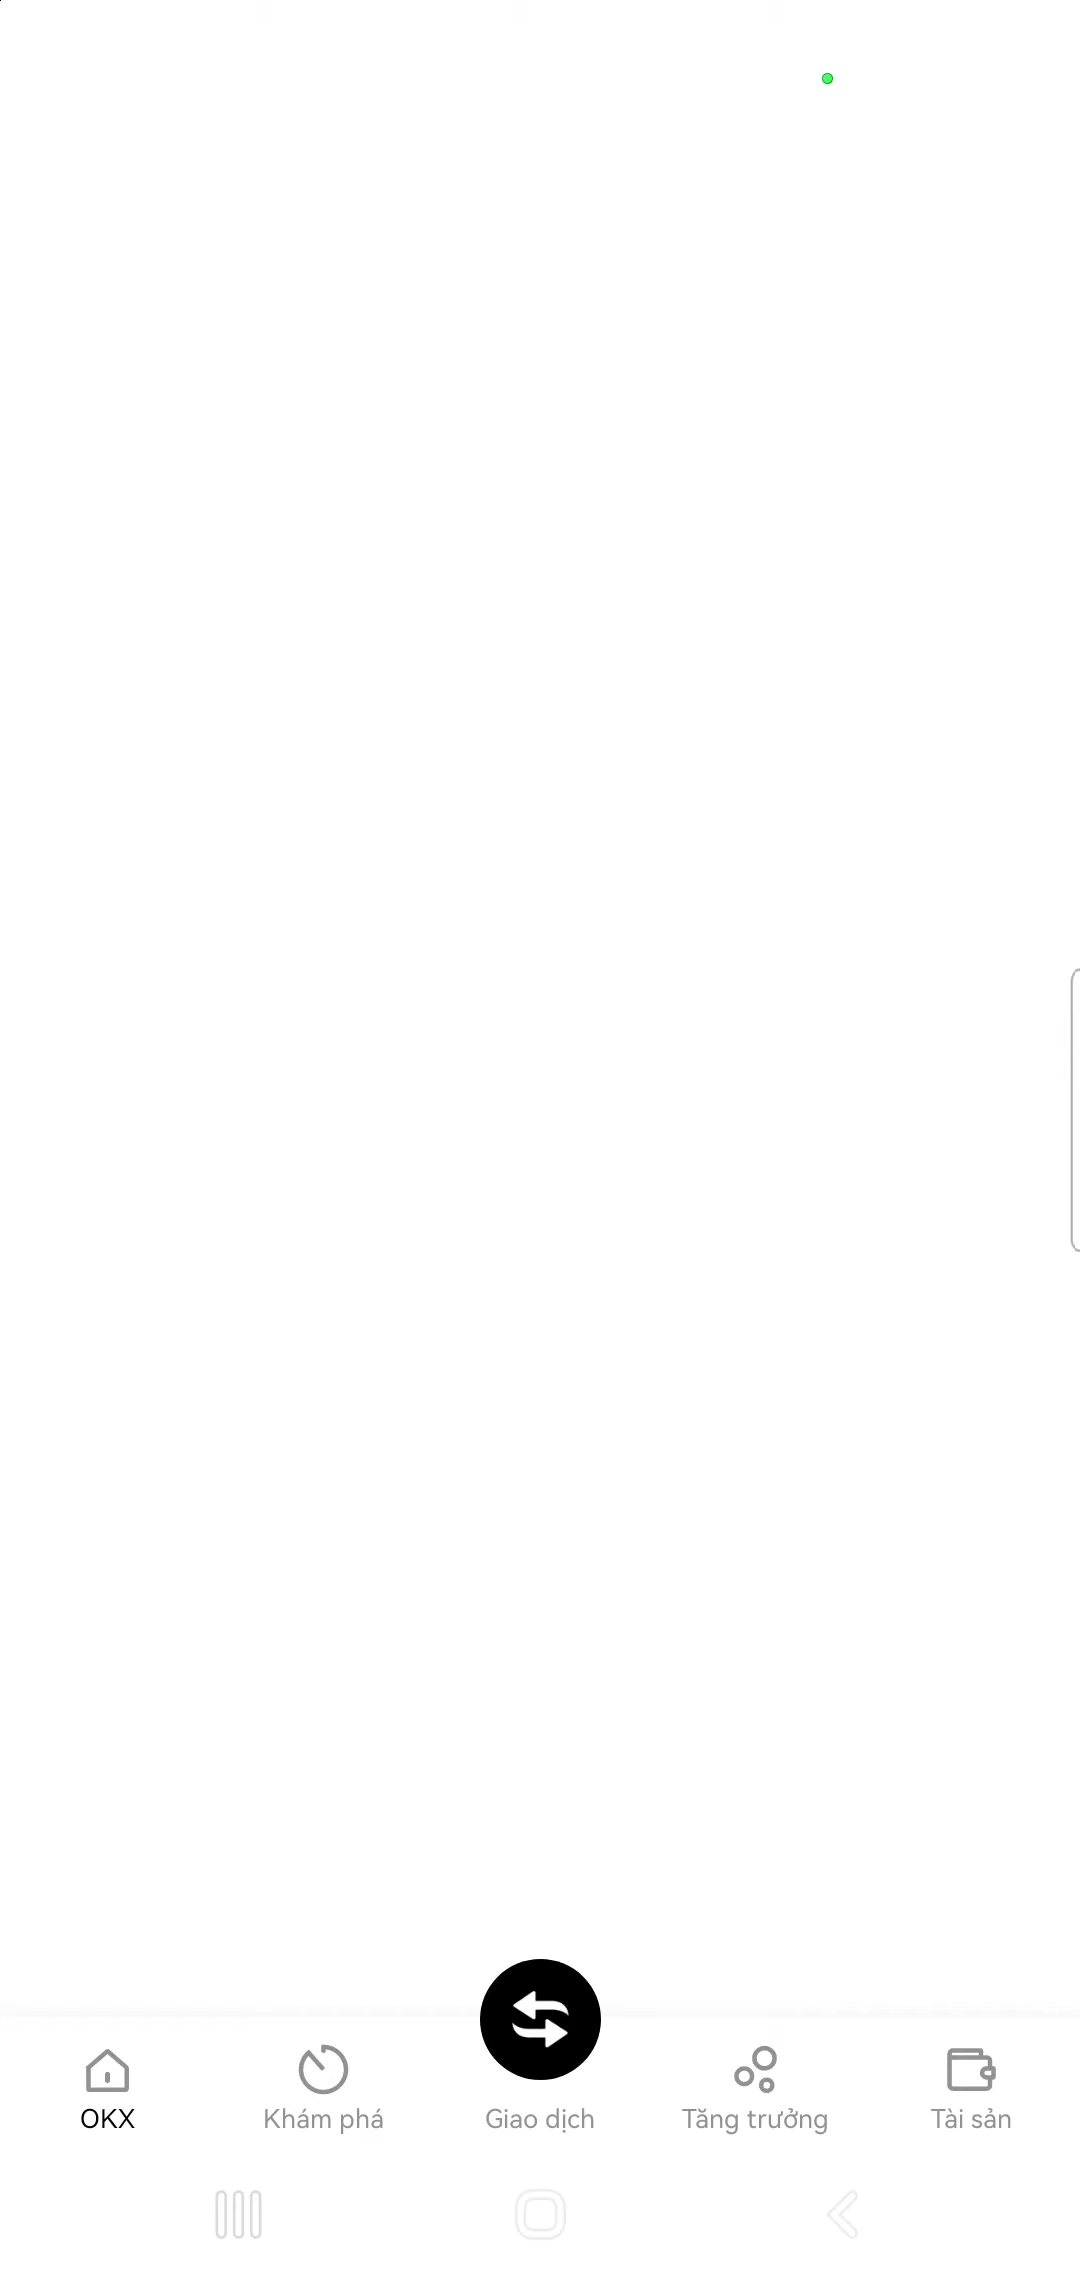 OKX
Khám phá
Giao dịch
Tăng trưởng
Tài sản